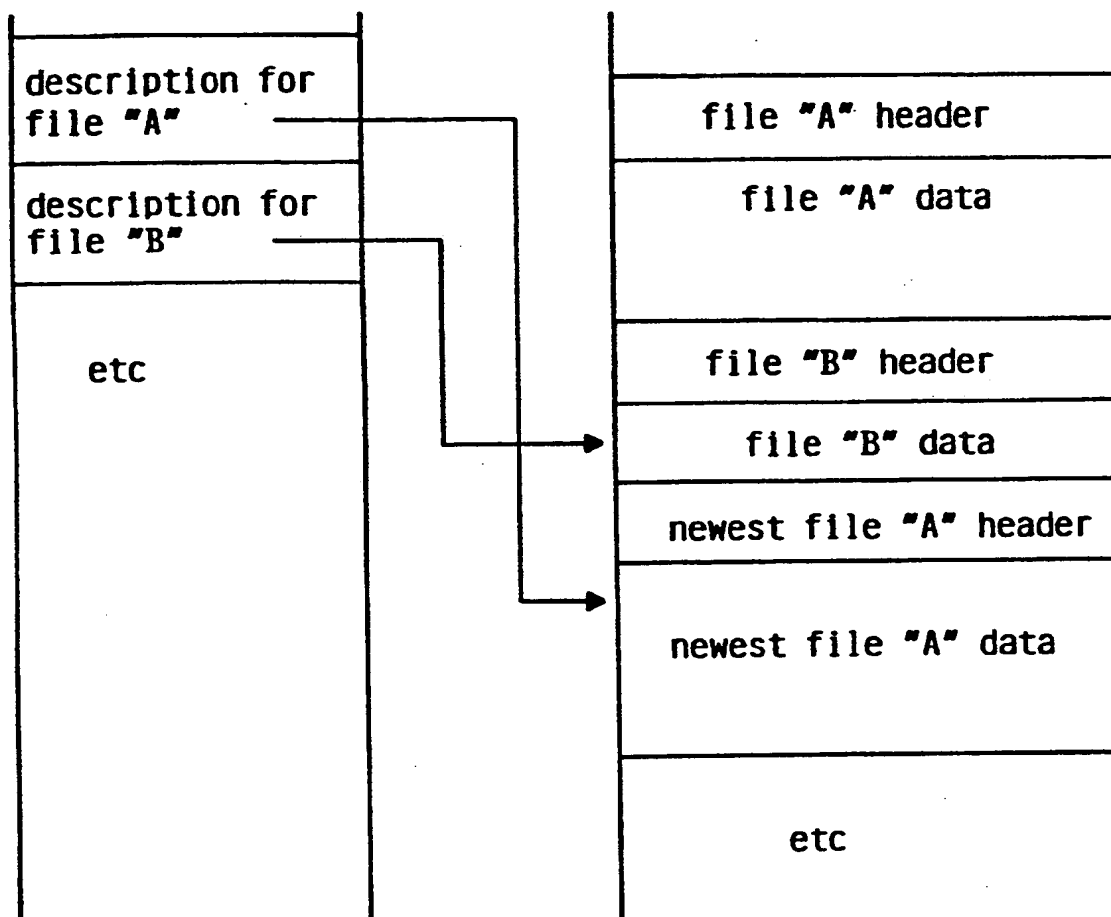 description for
file "A"
description for
file "B"
etc
file "A" header
file "A" data
file "B" header
file "B" data
newest file "A" header
newest file "A" data
etc